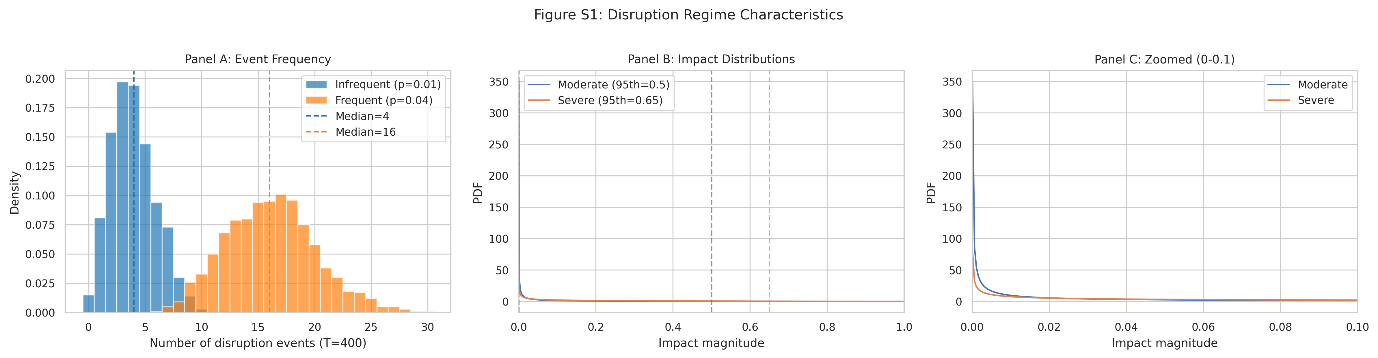 Figure S1: Disruption Regime Characteristics
Panel A: Event Frequency
0.200
0.175
0.150
0.125
0.100
0.075
0.050
0.025
0.000
Density
Infrequent (p=0.01)
Frequent (p=0.04)
Median=4
Median=16
0
5
10
15
20
25
30
Number of disruption events (T=400)
Panel B: Impact Distributions
350
300
250
200
150
100
50
0
PDF
Moderate (95th=0.5)
Severe (95th=0.65)
0.0
0.2
0.4
0.6
0.8
1.0
Impact magnitude
Panel C: Zoomed (0-0.1)
350
300
250
200
150
100
50
0
PDF
Moderate
Severe
0.00
0.02
0.04
0.06
0.08
0.10
Impact magnitude